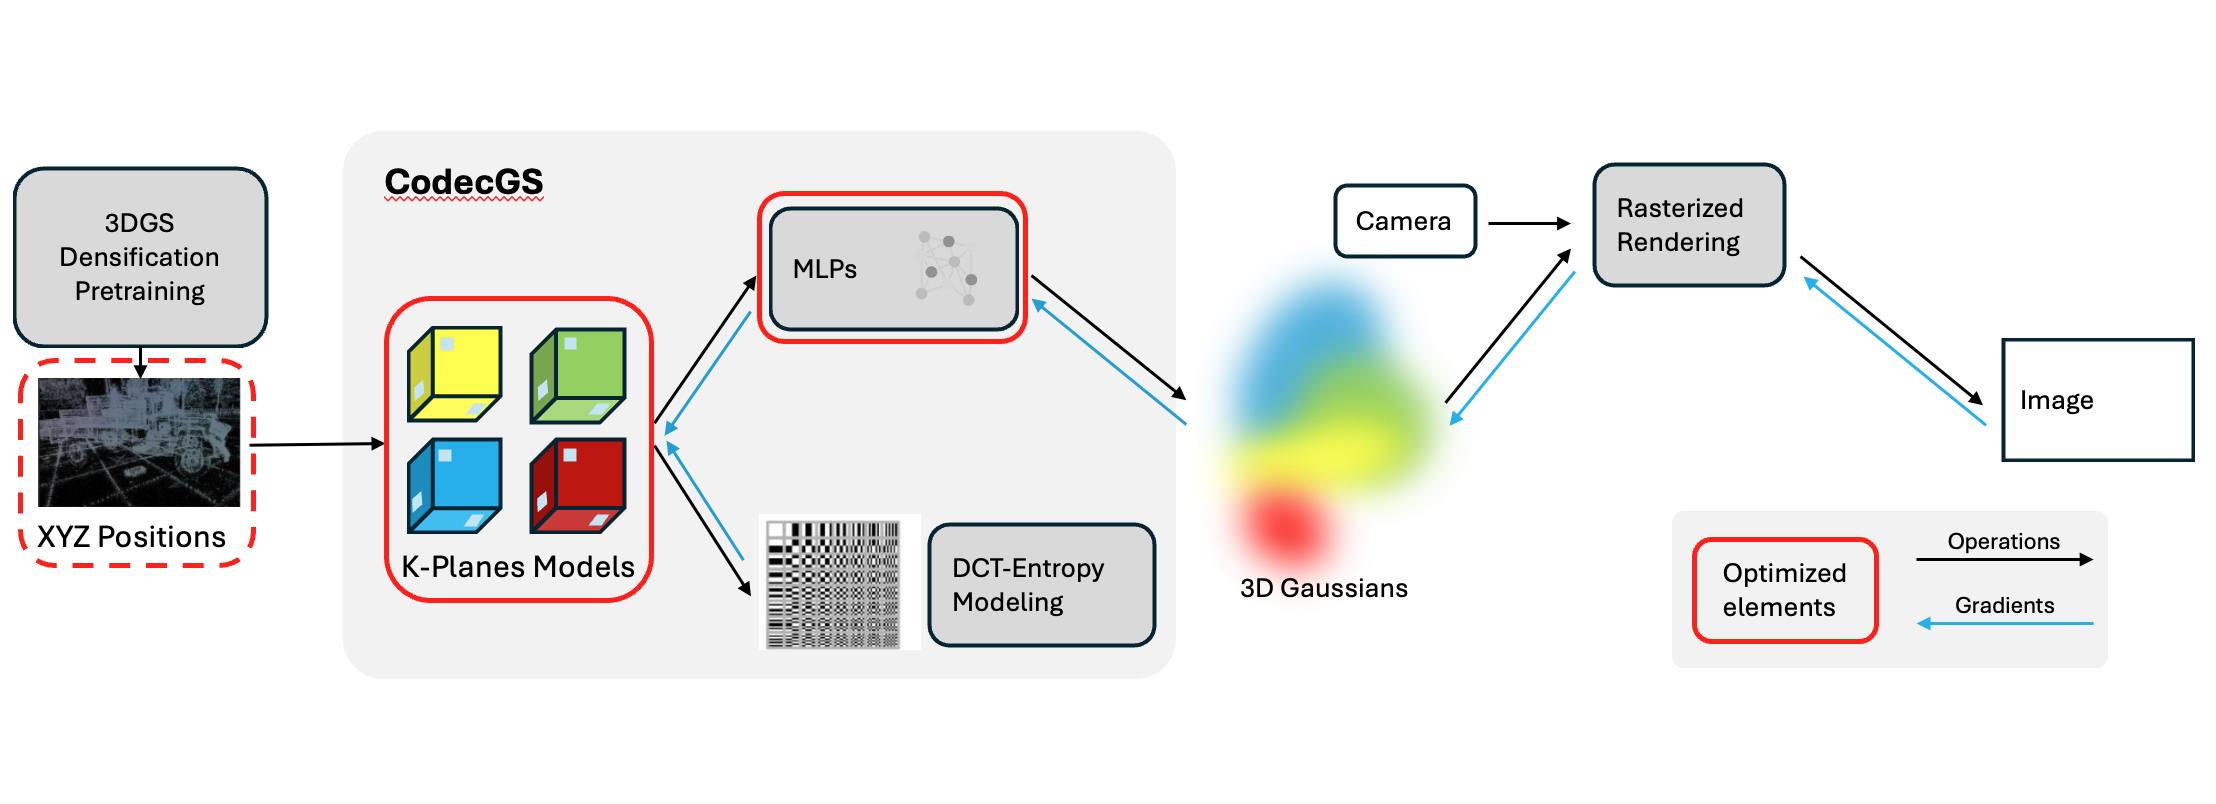 3DGS
Densification
Pretraining
XYZ Positions
CodecGS
K-Planes Models
MLPs
DCT-Entropy
Modeling
3D Gaussians
Camera
Rasterized
Rendering
Image
Optimized
elements
Operations
Gradients